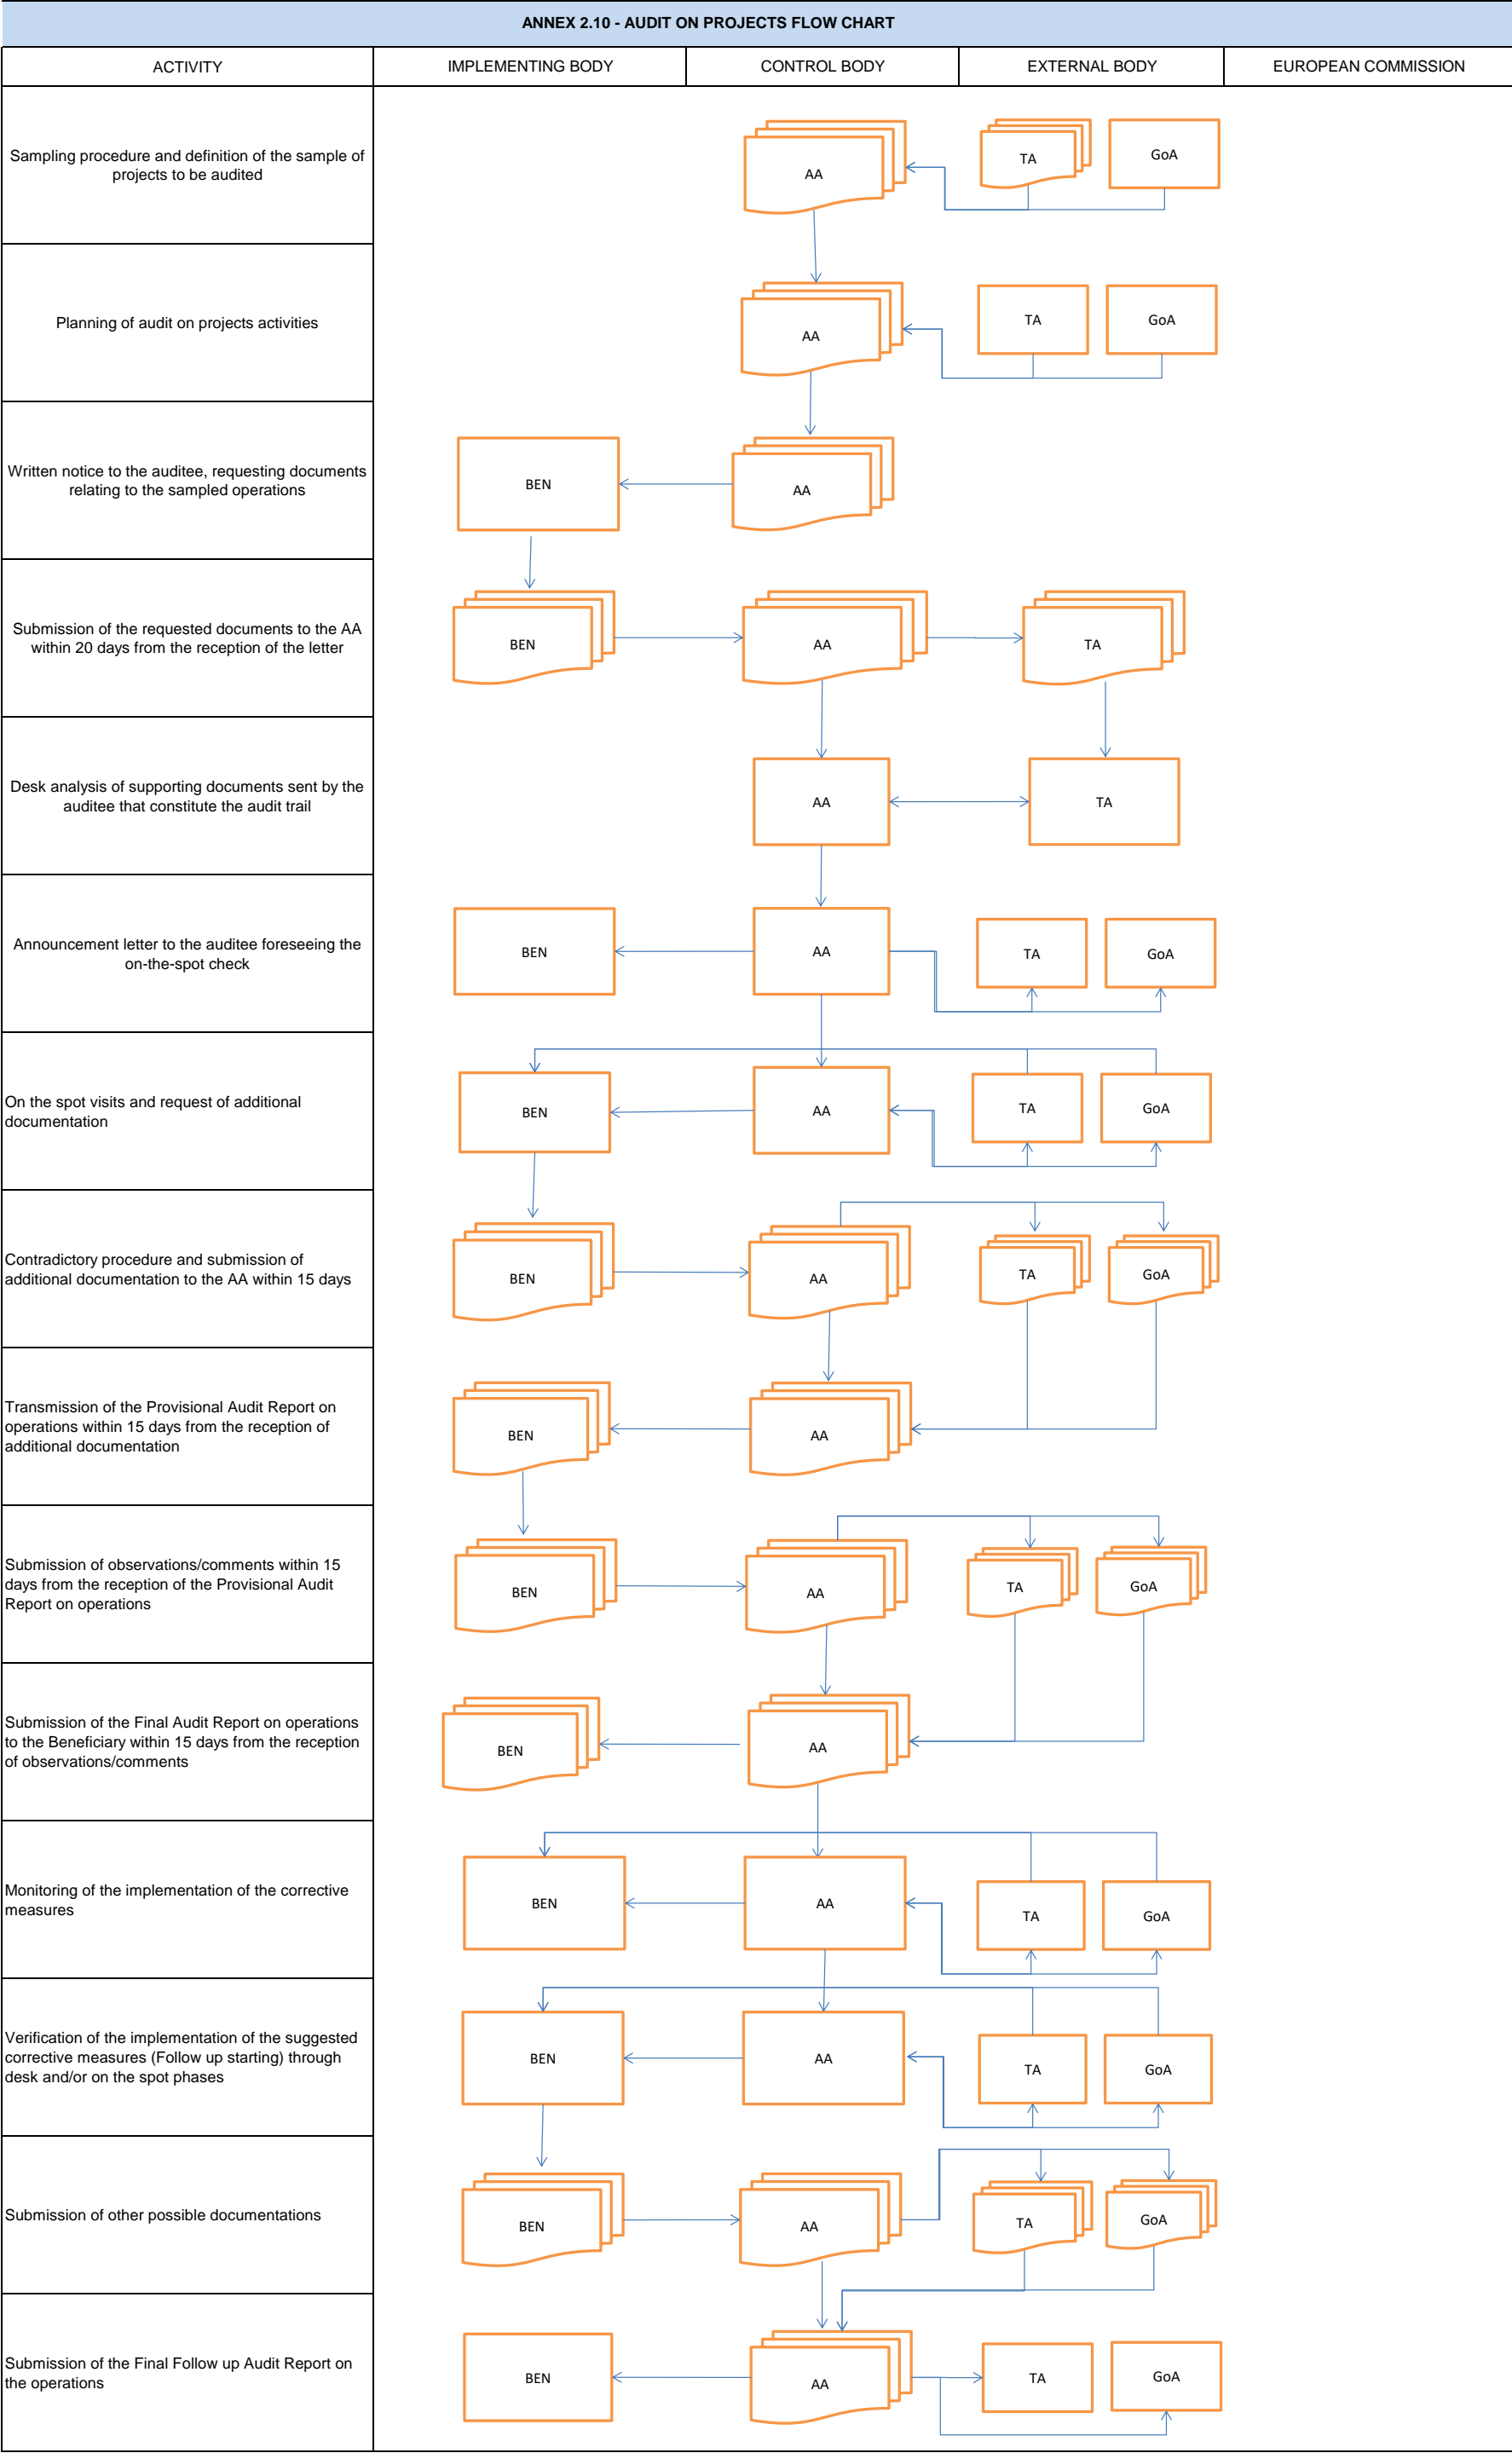 ANNEX 2.10 - AUDIT ON PROJECTS FLOW CHART
ACTIVITY
IMPLEMENTING BODY
CONTROL BODY
EXTERNAL BODY
EUROPEAN COMMISSION
Sampling procedure and definition of the sample of
projects to be audited
AA
TA
GoA
Planning of audit on projects activities
AA
TA
GoA
Written notice to the auditee, requesting documents
relating to the sampled operations
BEN
AA
Submission of the requested documents to the AA
within 20 days from the reception of the letter
BEN
AA
TA
Desk analysis of supporting documents sent by the
auditee that constitute the audit trail
AA
TA
Announcement letter to the auditee foreseeing the
on-the-spot check
BEN
AA
TA
GoA
On the spot visits and request of additional
documentation
BEN
AA
TA
GoA
Contradictory procedure and submission of
additional documentation to the AA within 15 days
BEN
AA
TA
GoA
Transmission of the Provisional Audit Report on
operations within 15 days from the reception of
additional documentation
BEN
AA
Submission of observations/comments within 15
days from the reception of the Provisional Audit
Report on operations
BEN
AA
TA
GoA
Submission of the Final Audit Report on operations
to the Beneficiary within 15 days from the reception
of observations/comments
BEN
AA
Monitoring of the implementation of the corrective
measures
BEN
AA
TA
GoA
Verification of the implementation of the suggested
corrective measures (Follow up starting) through
desk and/or on the spot phases
BEN
AA
TA
GoA
Submission of other possible documentations
BEN
AA
TA
GoA
Submission of the Final Follow up Audit Report on
the operations
BEN
AA
TA
GoA